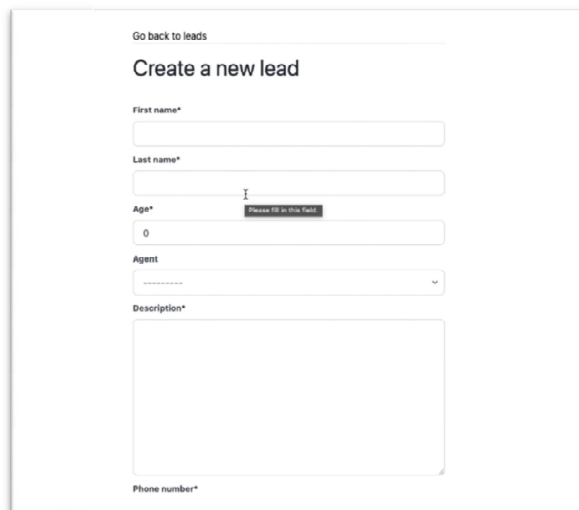 Go back to leads
Create a new lead
First name*
Last name*
Please fill in this field.
Age*
0
Agent
---------
Description*
Phone number*